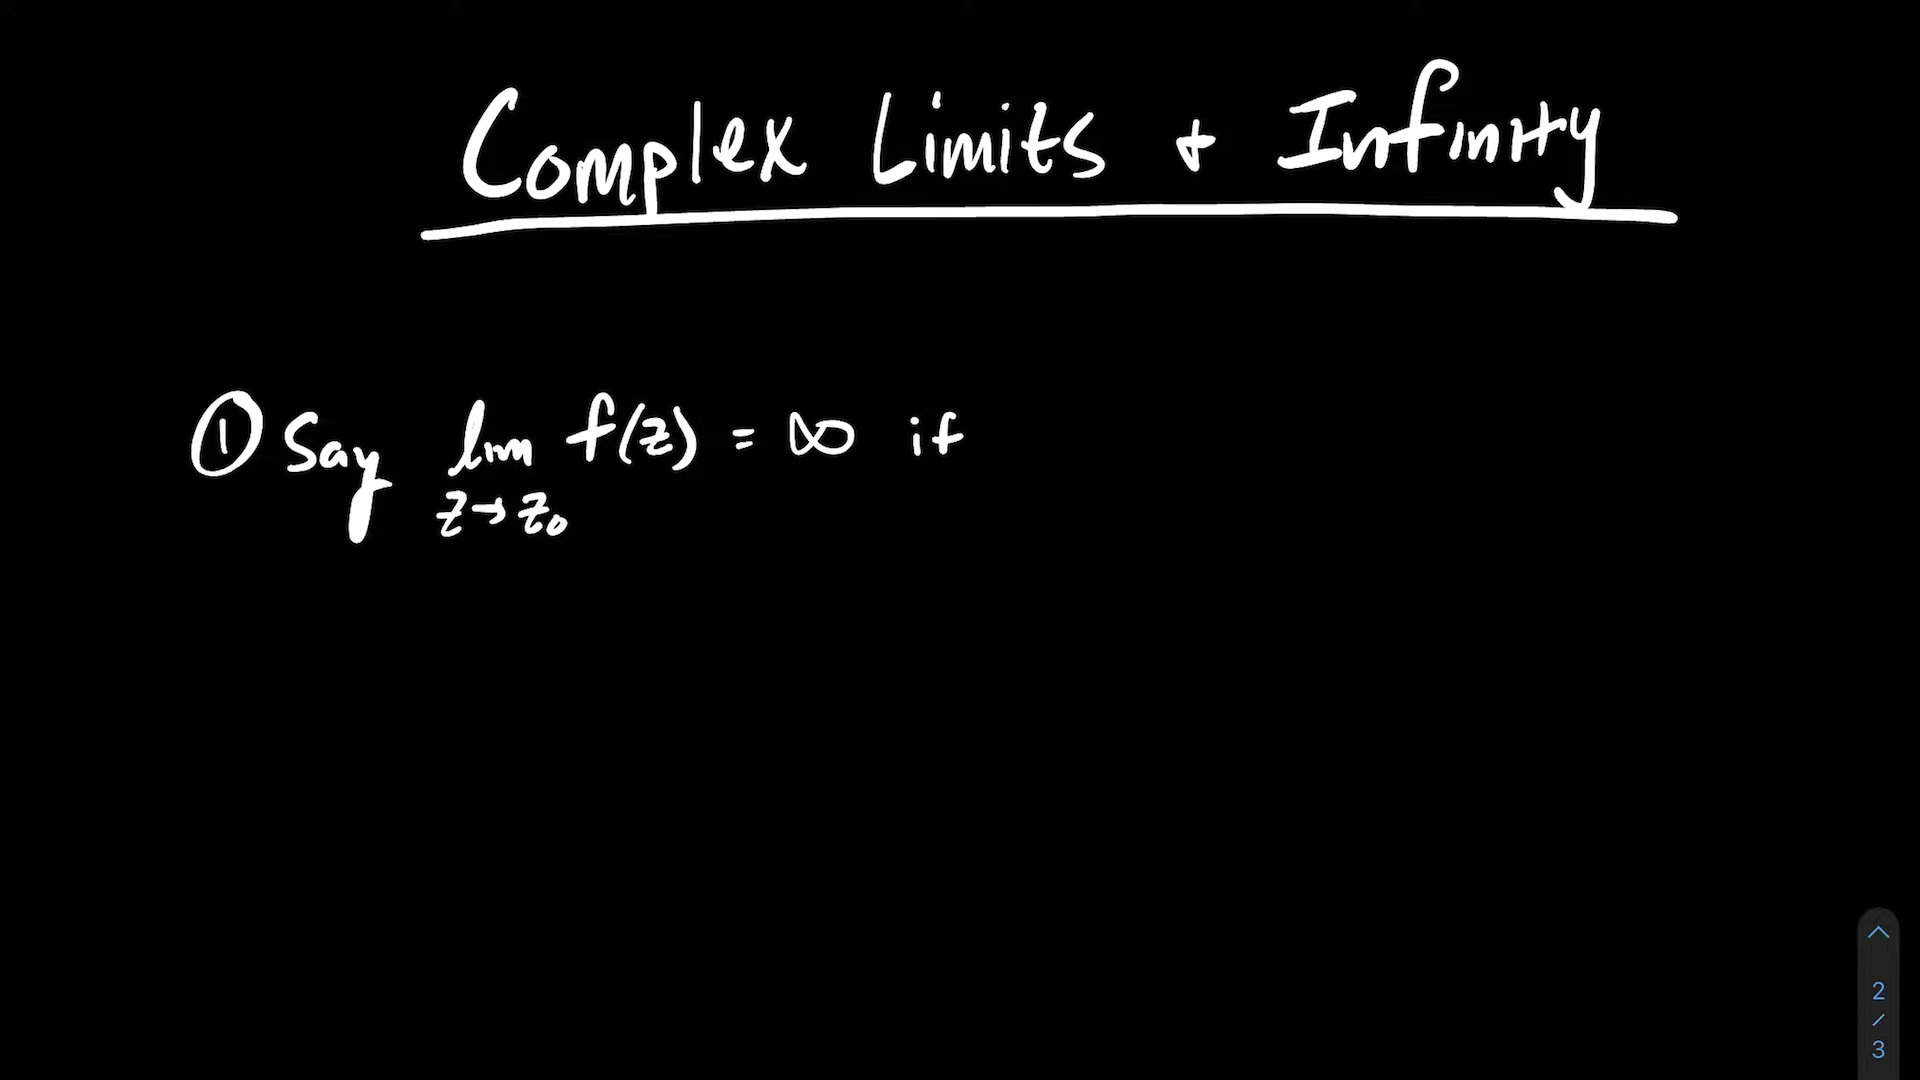 Complex Limits + Infinity
① Say lim f(z) = ∞ if
z→z₀
2
/
3